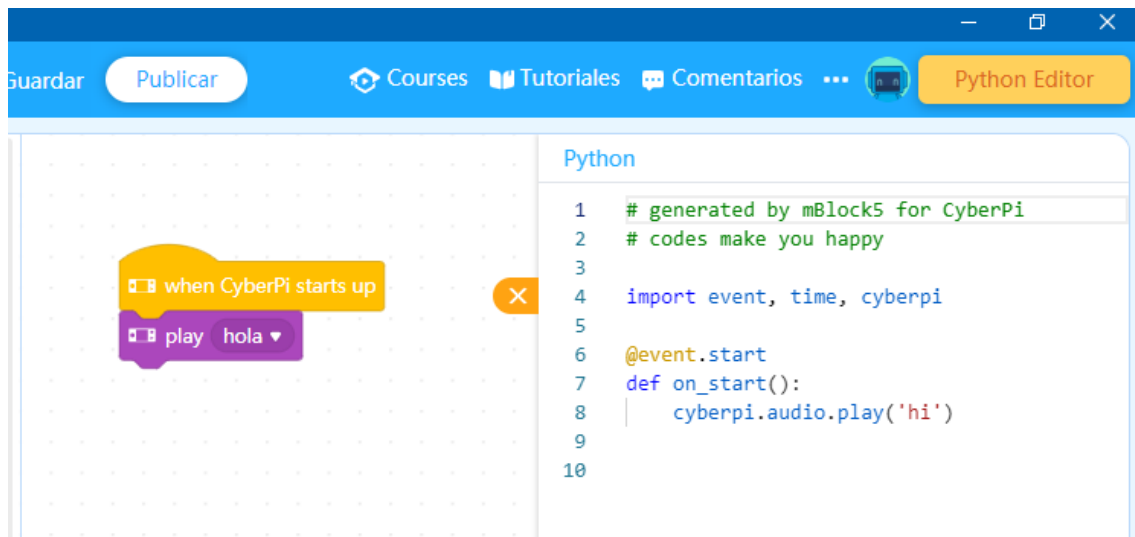 Guardar Publicar Courses Tutoriales Comentarios ••• Python Editor
when CyberPi starts up
play hola
Python
1 # generated by mBlock5 for CyberPi
2 # codes make you happy
3
4 import event, time, cyberpi
5
6 @event.start
7 def on_start():
8 cyberpi.audio.play('hi')
9
10